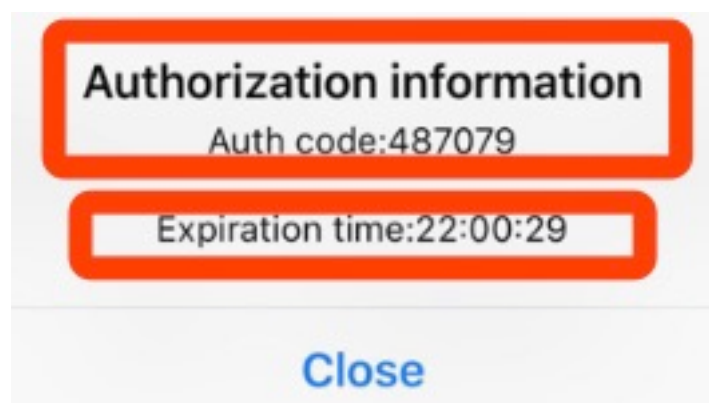 Authorization information
Auth code:487079
Expiration time:22:00:29
Close